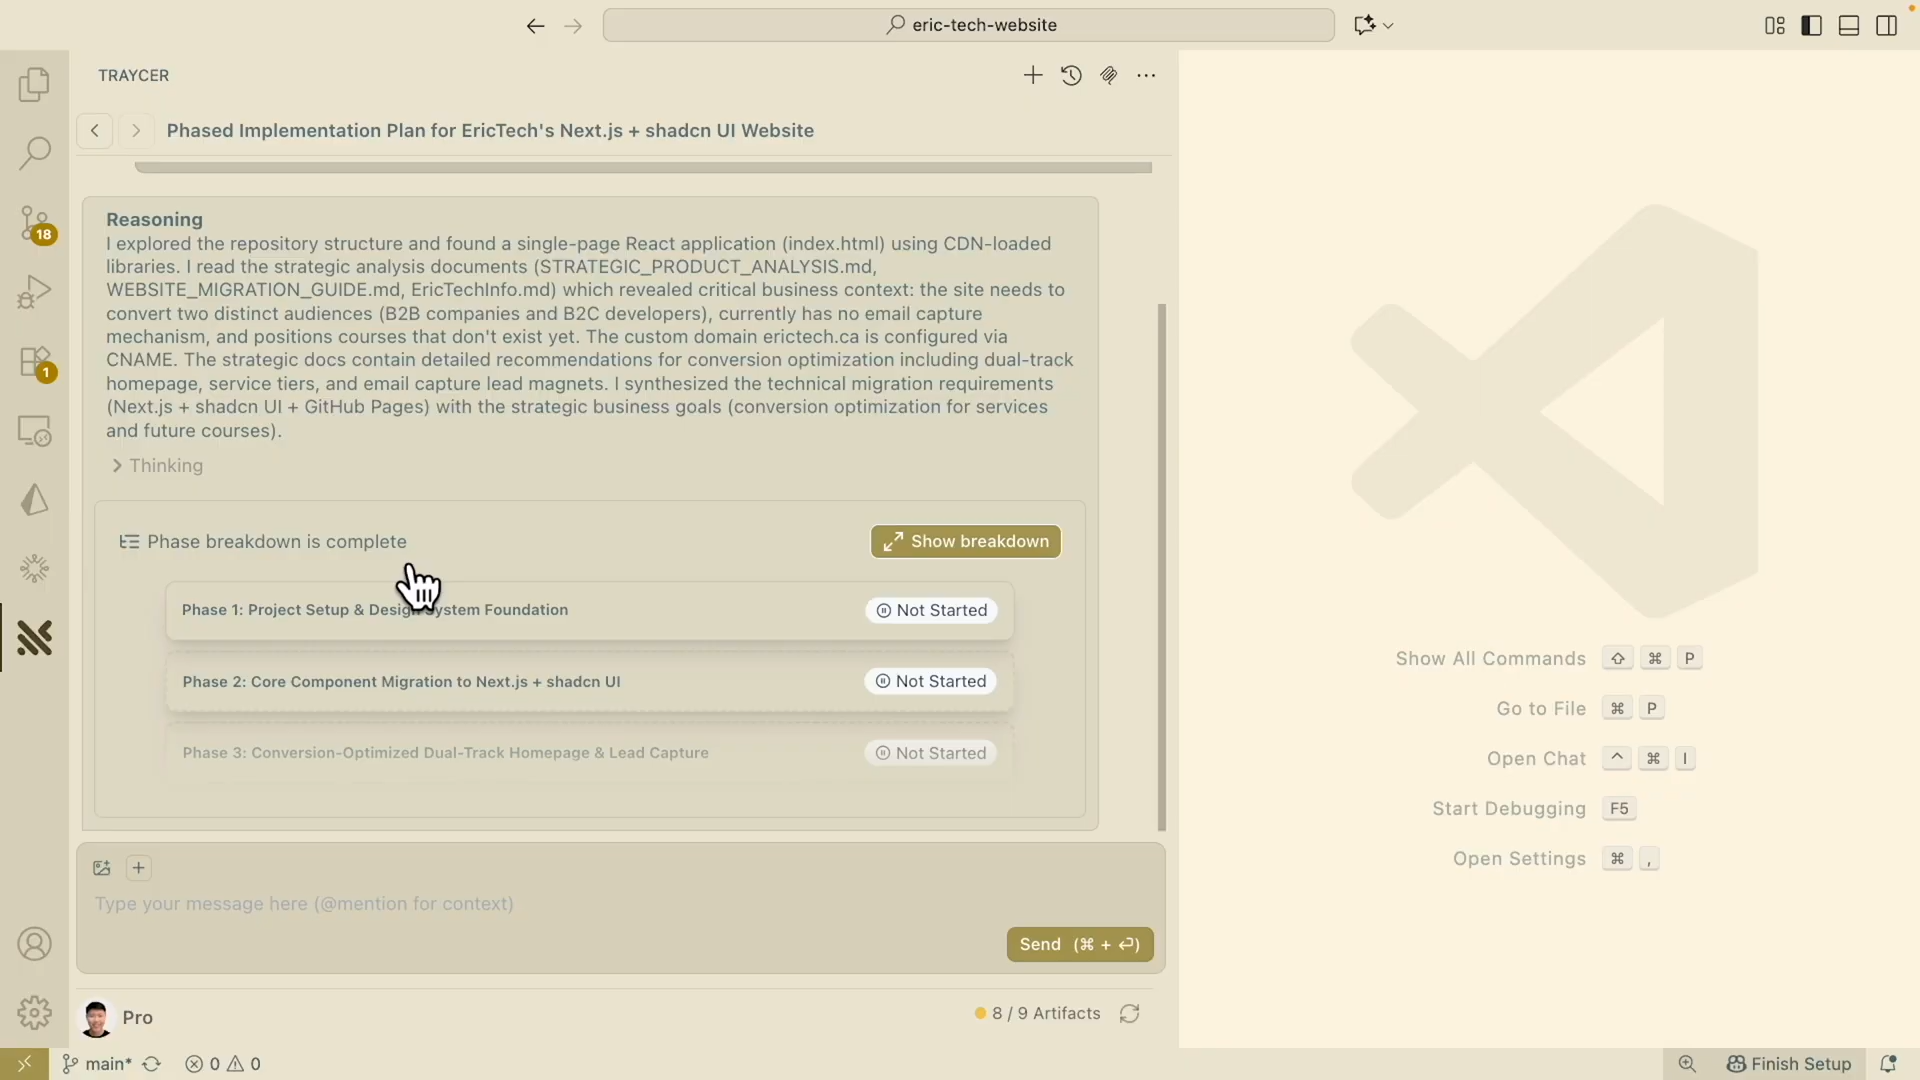 eric-tech-website
TRAYCER
Phased Implementation Plan for EricTech's Next.js + shadcn UI Website
18
1
Reasoning
I explored the repository structure and found a single-page React application (index.html) using CDN-loaded
libraries. I read the strategic analysis documents (STRATEGIC_PRODUCT_ANALYSIS.md,
WEBSITE_MIGRATION_GUIDE.md, EricTechInfo.md) which revealed critical business context: the site needs to
convert two distinct audiences (B2B companies and B2C developers), currently has no email capture
mechanism, and positions courses that don't exist yet. The custom domain erictech.ca is configured via
CNAME. The strategic docs contain detailed recommendations for conversion optimization including dual-track
homepage, service tiers, and email capture lead magnets. I synthesized the technical migration requirements
(Next.js + shadcn UI + GitHub Pages) with the strategic business goals (conversion optimization for services
and future courses).
Thinking
Phase breakdown is complete
Show breakdown
Phase 1: Project Setup & Design System Foundation
Not Started
Phase 2: Core Component Migration to Next.js + shadcn UI
Not Started
Phase 3: Conversion-Optimized Dual-Track Homepage & Lead Capture
Not Started
Type your message here (@mention for context)
Send (⌘ + ⏎)
Pro
8 / 9 Artifacts
Show All Commands ⇧ ⌘ P
Go to File ⌘ P
Open Chat ^ ⌘ I
Start Debugging F5
Open Settings ⌘ ,
main* 0 0
Finish Setup